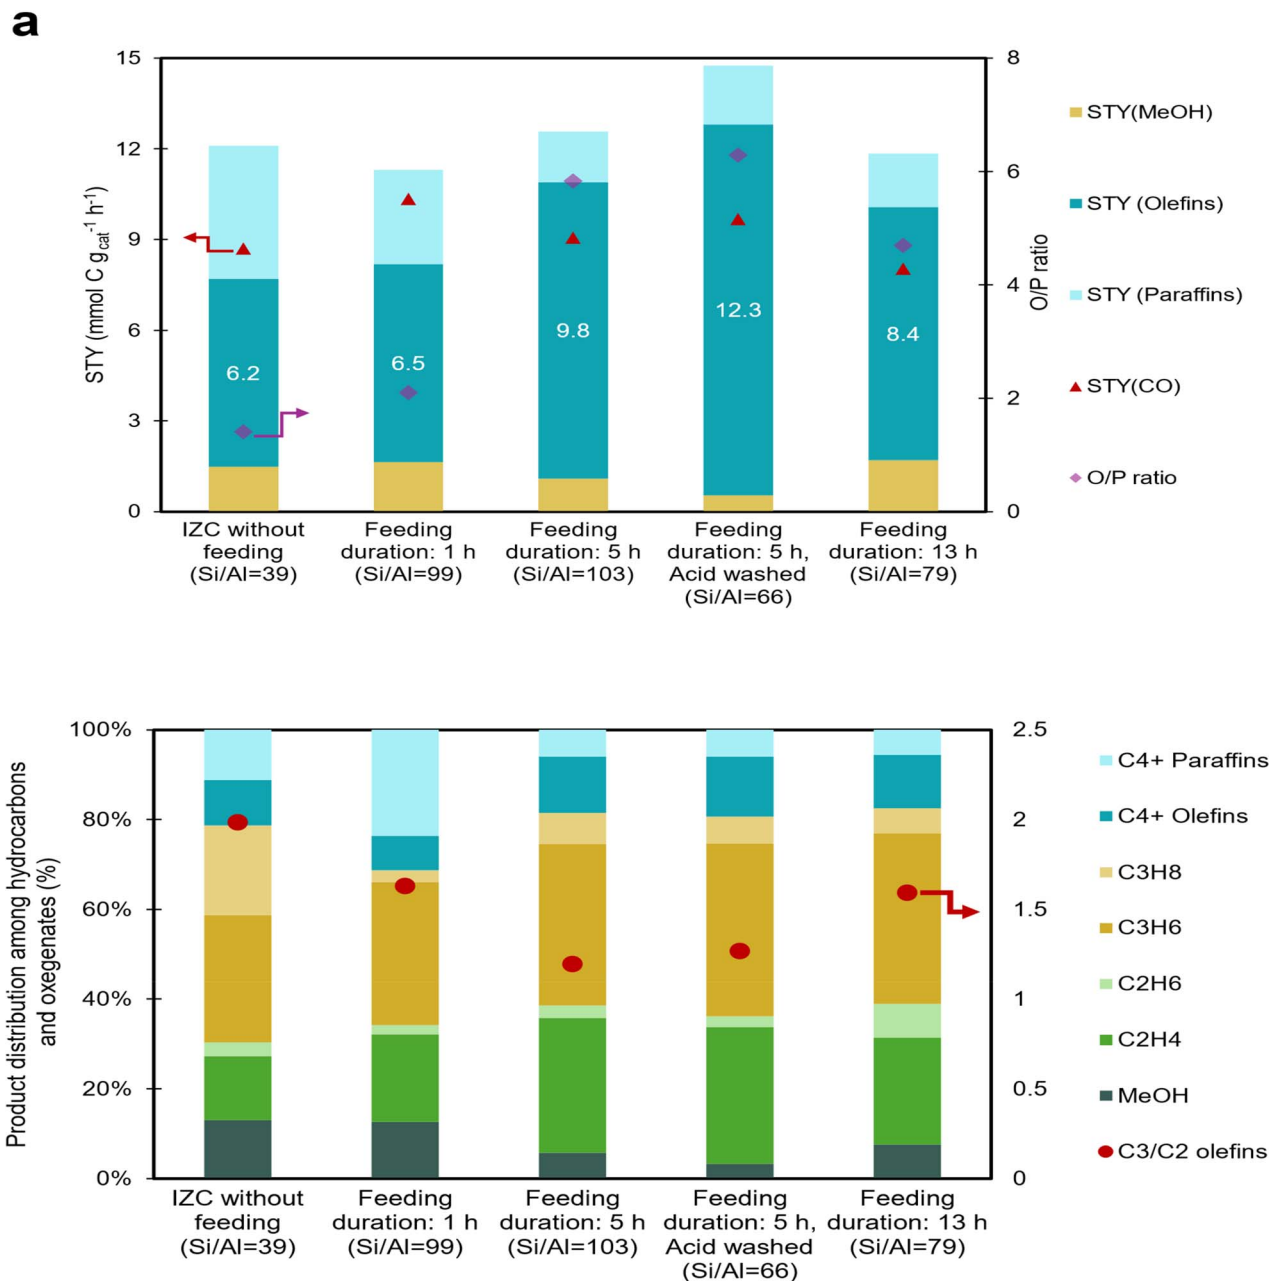 a
15
12
9
6
3
0
STY (mmol C gcat-1 h-1)
8
6
4
2
0
O/P ratio
6.2
6.5
9.8
12.3
8.4
IZC without
feeding
(Si/Al=39)
Feeding
duration: 1 h
(Si/Al=99)
Feeding
duration: 5 h
(Si/Al=103)
Feeding
duration: 5 h,
Acid washed
(Si/Al=66)
Feeding
duration: 13 h
(Si/Al=79)
STY(MeOH)
STY (Olefins)
STY (Paraffins)
STY(CO)
O/P ratio
Product distribution among hydrocarbons
and oxegenates (%)
100%
80%
60%
40%
20%
0%
2.5
2
1.5
1
0.5
0
IZC without
feeding
(Si/Al=39)
Feeding
duration: 1 h
(Si/Al=99)
Feeding
duration: 5 h
(Si/Al=103)
Feeding
duration: 5 h,
Acid washed
(Si/Al=66)
Feeding
duration: 13 h
(Si/Al=79)
C4+ Paraffins
C4+ Olefins
C3H8
C3H6
C2H6
C2H4
MeOH
C3/C2 olefins